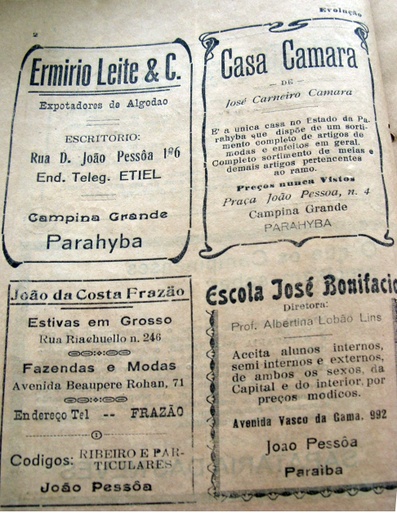 2
Evolução
Ermirio Leite & C.
Expotadores de Algodao
ESCRITORIO:
Rua D. João Pessôa 1º6
End. Teleg. ETIEL
Campina Grande
Parahyba
Casa Camara
— DE —
José Carneiro Camara
E' a unica casa no Estado da Pa-
rahyba que dispõe de um sorti-
mento completo de artigos de
modas e enfeites em geral.
Completo sortimento de meias e
demais artigos pertencentes
ao ramo.
Preços nunca Vistos
Praça João Pessoa, n. 4
Campina Grande
PARAHYBA
João da Costa Frazão
Estivas em Grosso
Rua Riachuello n. 246
Fazendas e Modas
Avenida Beaupere Rohan, 71
Endereço Tel -- FRAZÃO
Codigos: RIBEIRO E PAR-
TICULARES
João Pessôa
Escola José Bonifacio
Diretora:
Prof. Albertina Lobão Lins
Aceita alunos internos,
semi internos e externos,
de ambos os sexos, da
Capital e do interior, por
preços modicos.
Avenida Vasco da Gama. 992
João Pessôa
Paraiba